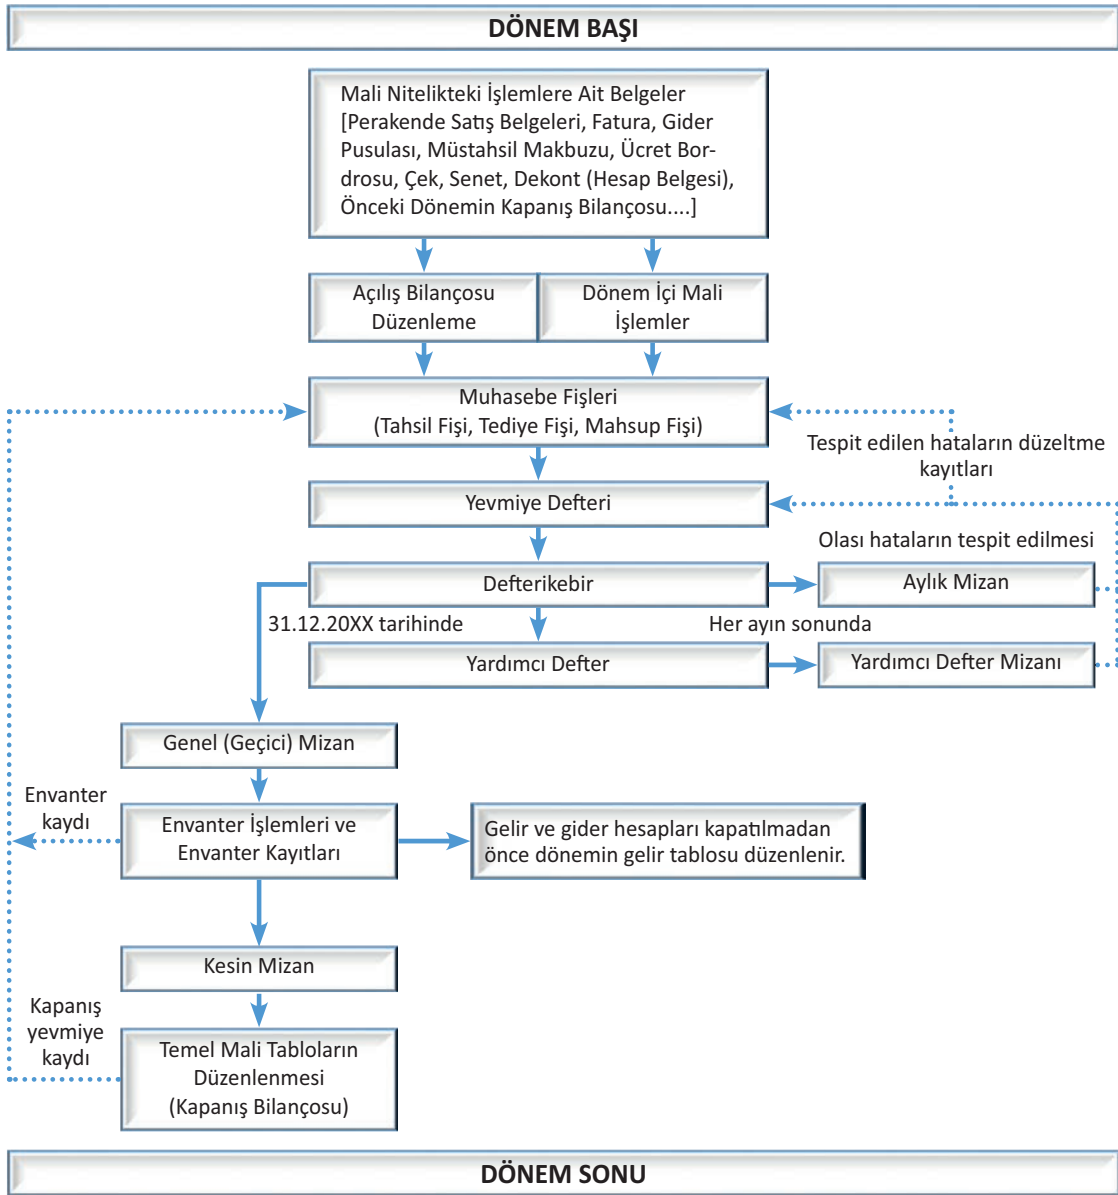 DÖNEM BAŞI
Mali Nitelikteki İşlemlere Ait Belgeler
[Perakende Satış Belgeleri, Fatura, Gider
Pusulası, Müstahsil Makbuzu, Ücret Bor-
drosu, Çek, Senet, Dekont (Hesap Belgesi),
Önceki Dönemin Kapanış Bilançosu....]
Açılış Bilançosu
Düzenleme
Dönem İçi Mali
İşlemler
Muhasebe Fişleri
(Tahsil Fişi, Tediye Fişi, Mahsup Fişi)
Tespit edilen hataların düzeltme
kayıtları
Yevmiye Defteri
Olası hataların tespit edilmesi
Defterikebir
Aylık Mizan
31.12.20XX tarihinde
Her ayın sonunda
Yardımcı Defter
Yardımcı Defter Mizanı
Genel (Geçici) Mizan
Envanter
kaydı
Envanter İşlemleri ve
Envanter Kayıtları
Gelir ve gider hesapları kapatılmadan
önce dönemin gelir tablosu düzenlenir.
Kesin Mizan
Kapanış
yevmiye
kaydı
Temel Mali Tabloların
Düzenlenmesi
(Kapanış Bilançosu)
DÖNEM SONU